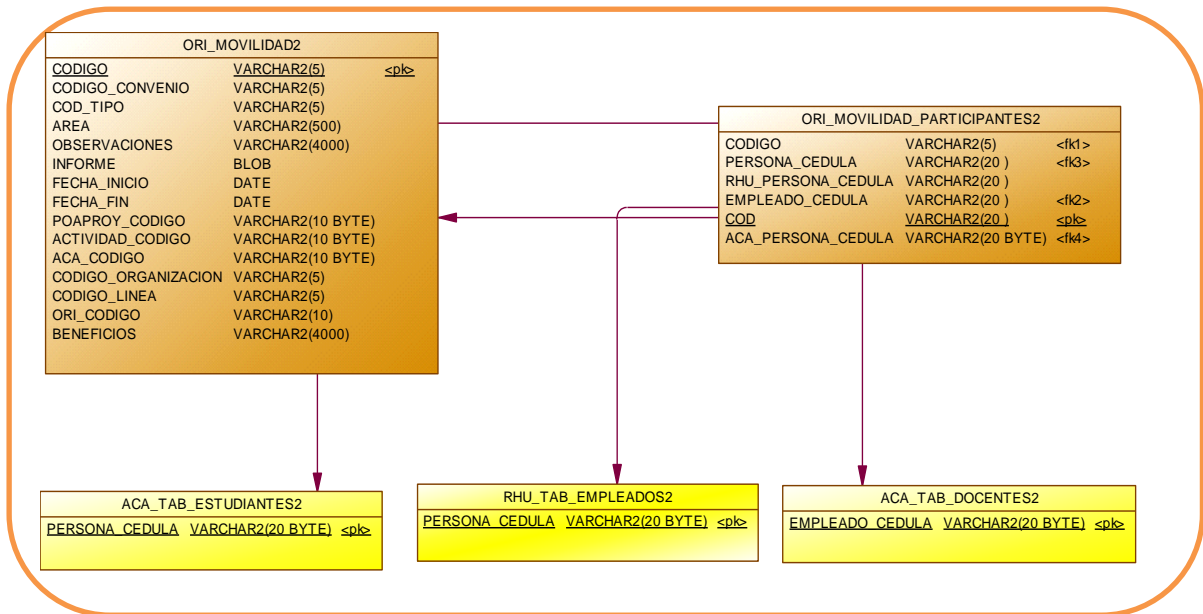 ORI_MOVILIDAD2
CODIGO VARCHAR2(5) <pk>
CODIGO_CONVENIO VARCHAR2(5)
COD_TIPO VARCHAR2(5)
AREA VARCHAR2(500)
OBSERVACIONES VARCHAR2(4000)
INFORME BLOB
FECHA_INICIO DATE
FECHA_FIN DATE
POAPROY_CODIGO VARCHAR2(10 BYTE)
ACTIVIDAD_CODIGO VARCHAR2(10 BYTE)
ACA_CODIGO VARCHAR2(10 BYTE)
CODIGO_ORGANIZACION VARCHAR2(5)
CODIGO_LINEA VARCHAR2(5)
ORI_CODIGO VARCHAR2(10)
BENEFICIOS VARCHAR2(4000)
ORI_MOVILIDAD_PARTICIPANTES2
CODIGO VARCHAR2(5) <fk1>
PERSONA_CEDULA VARCHAR2(20 ) <fk3>
RHU_PERSONA_CEDULA VARCHAR2(20 )
EMPLEADO_CEDULA VARCHAR2(20 ) <fk2>
COD VARCHAR2(20 ) <pk>
ACA_PERSONA_CEDULA VARCHAR2(20 BYTE) <fk4>
ACA_TAB_ESTUDIANTES2
PERSONA_CEDULA VARCHAR2(20 BYTE) <pk>
RHU_TAB_EMPLEADOS2
PERSONA_CEDULA VARCHAR2(20 BYTE) <pk>
ACA_TAB_DOCENTES2
EMPLEADO_CEDULA VARCHAR2(20 BYTE) <pk>